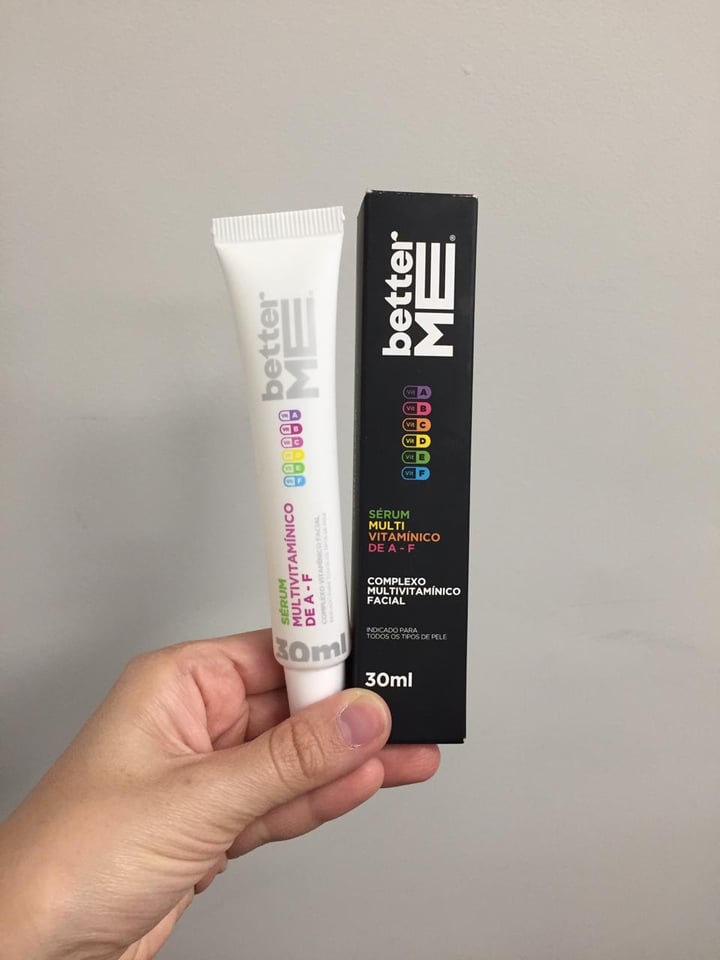 better
ME
Vit A
Vit B
Vit C
Vit D
Vit E
Vit F
SÉRUM
MULTIVITAMÍNICO
DE A - F
COMPLEXO VITAMÍNICO FACIAL
30ml
better
ME®
Vit A
Vit B
Vit C
Vit D
Vit E
Vit F
SÉRUM
MULTI
VITAMÍNICO
DE A - F
COMPLEXO
MULTIVITAMÍNICO
FACIAL
INDICADO PARA
TODOS OS TIPOS DE PELE
30ml